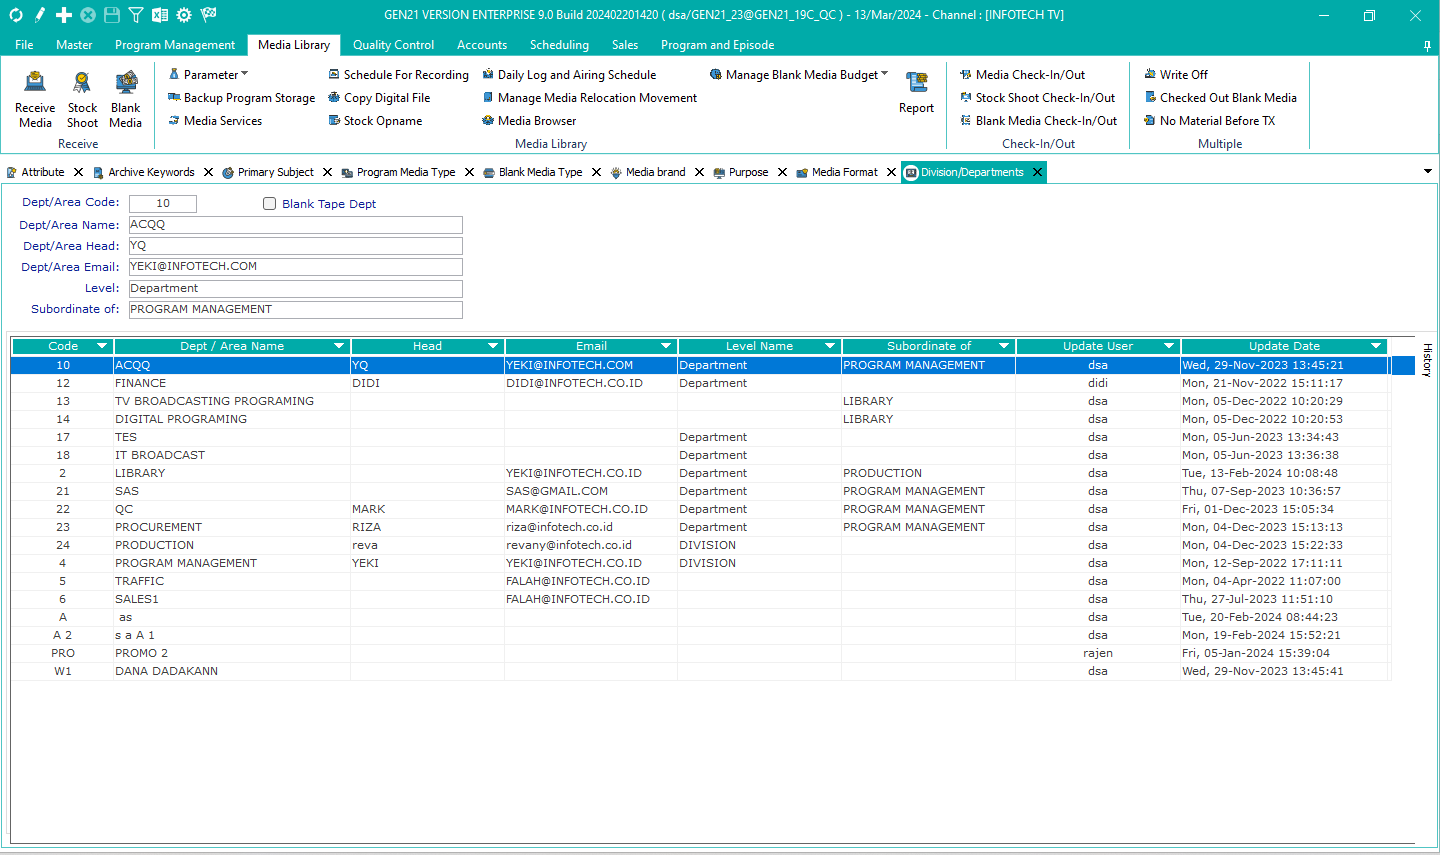 GEN21 VERSION ENTERPRISE 9.0 Build 202402201420 ( dsa/GEN21_23@GEN21_19C_QC ) - 13/Mar/2024 - Channel : [INFOTECH TV]
File Master Program Management Media Library Quality Control Accounts Scheduling Sales Program and Episode
Receive Media
Stock Shoot
Blank Media
Receive
Parameter
Backup Program Storage
Media Services
Schedule For Recording
Copy Digital File
Stock Opname
Daily Log and Airing Schedule
Manage Media Relocation Movement
Media Browser
Manage Blank Media Budget
Report
Media Library
Media Check-In/Out
Stock Shoot Check-In/Out
Blank Media Check-In/Out
Check-In/Out
Write Off
Checked Out Blank Media
No Material Before TX
Multiple
Attribute Archive Keywords Primary Subject Program Media Type Blank Media Type Media brand Purpose Media Format Division/Departments
Dept/Area Code: 10 Blank Tape Dept
Dept/Area Name: ACQQ
Dept/Area Head: YQ
Dept/Area Email: YEKI@INFOTECH.COM
Level: Department
Subordinate of: PROGRAM MANAGEMENT
Code Dept / Area Name Head Email Level Name Subordinate of Update User Update Date
10 ACQQ YQ YEKI@INFOTECH.COM Department PROGRAM MANAGEMENT dsa Wed, 29-Nov-2023 13:45:21
12 FINANCE DIDI DIDI@INFOTECH.CO.ID Department didi Mon, 21-Nov-2022 15:11:17
13 TV BROADCASTING PROGRAMING LIBRARY dsa Mon, 05-Dec-2022 10:20:29
14 DIGITAL PROGRAMING LIBRARY dsa Mon, 05-Dec-2022 10:20:53
17 TES Department dsa Mon, 05-Jun-2023 13:34:43
18 IT BROADCAST Department dsa Mon, 05-Jun-2023 13:36:38
2 LIBRARY YEKI@INFOTECH.CO.ID Department PRODUCTION dsa Tue, 13-Feb-2024 10:08:48
21 SAS SAS@GMAIL.COM Department PROGRAM MANAGEMENT dsa Thu, 07-Sep-2023 10:36:57
22 QC MARK MARK@INFOTECH.CO.ID Department PROGRAM MANAGEMENT dsa Fri, 01-Dec-2023 15:05:34
23 PROCUREMENT RIZA riza@infotech.co.id Department PROGRAM MANAGEMENT dsa Mon, 04-Dec-2023 15:13:13
24 PRODUCTION reva revany@infotech.co.id DIVISION dsa Mon, 04-Dec-2023 15:22:33
4 PROGRAM MANAGEMENT YEKI YEKI@INFOTECH.CO.ID DIVISION dsa Mon, 12-Sep-2022 17:11:11
5 TRAFFIC FALAH@INFOTECH.CO.ID dsa Mon, 04-Apr-2022 11:07:00
6 SALES1 FALAH@INFOTECH.CO.ID dsa Thu, 27-Jul-2023 11:51:10
A as dsa Tue, 20-Feb-2024 08:44:23
A 2 s a A 1 dsa Mon, 19-Feb-2024 15:52:21
PRO PROMO 2 rajen Fri, 05-Jan-2024 15:39:04
W1 DANA DADAKANN dsa Wed, 29-Nov-2023 13:45:41
History